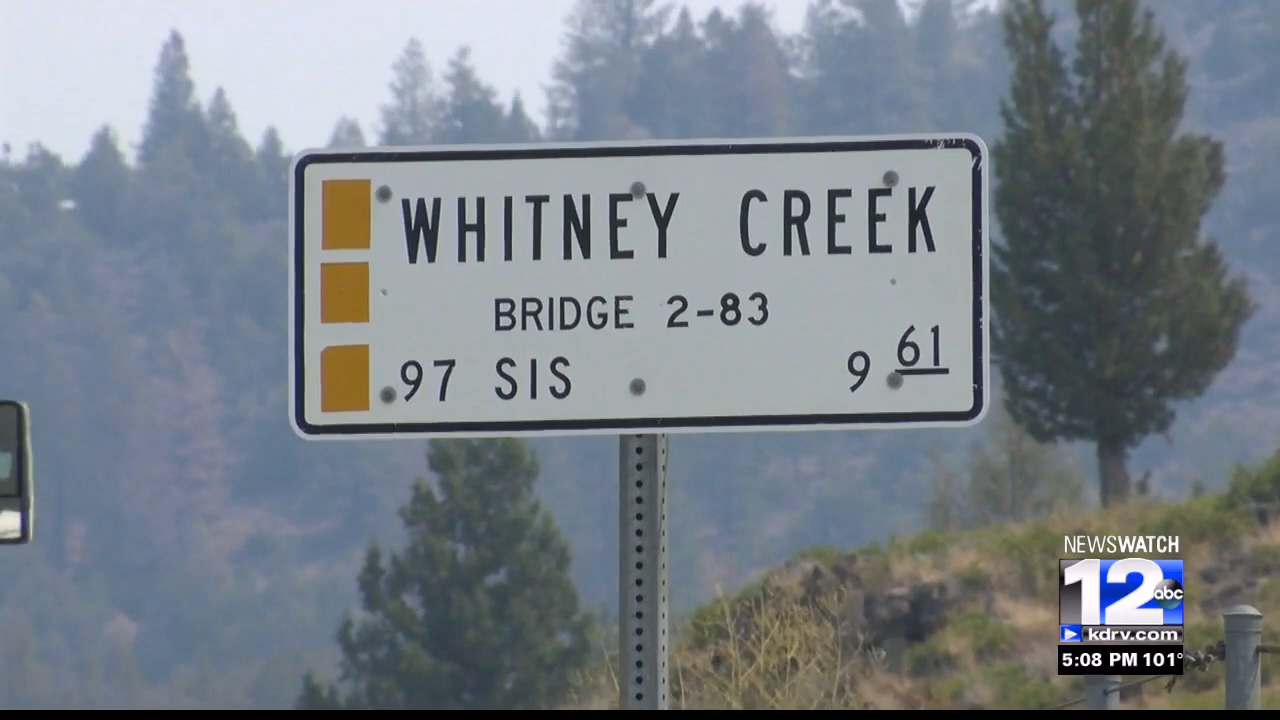 WHITNEY CREEK
BRIDGE 2-83
97 SIS 9 61
NEWSWATCH
12 abc
kdrv.com
5:08 PM 101°